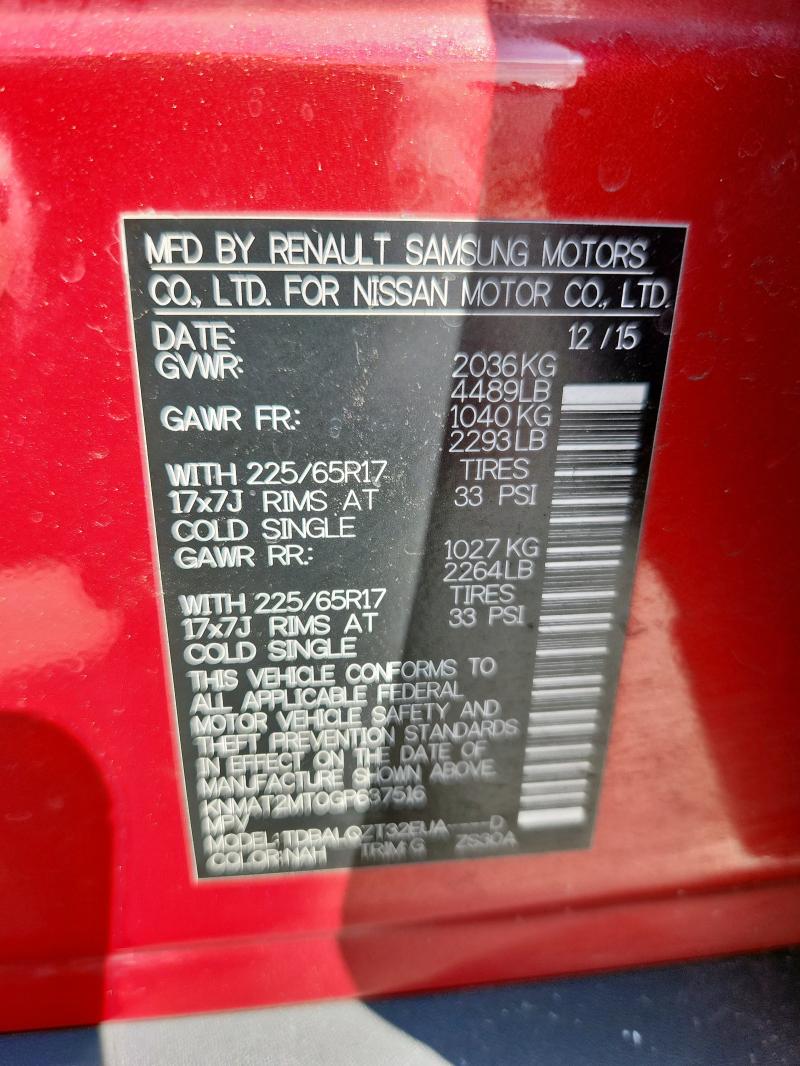 MFD BY RENAULT SAMSUNG MOTORS
CO., LTD. FOR NISSAN MOTOR CO., LTD.
DATE: 12 / 15
GVWR: 2036 KG
4489 LB
GAWR FR.: 1040 KG
2293 LB
WITH 225/65R17 TIRES
17x7J RIMS AT 33 PSI
COLD SINGLE
GAWR RR.: 1027 KG
2264 LB
WITH 225/65R17 TIRES
17x7J RIMS AT 33 PSI
COLD SINGLE
THIS VEHICLE CONFORMS TO
ALL APPLICABLE FEDERAL
MOTOR VEHICLE SAFETY AND
THEFT PREVENTION STANDARDS
IN EFFECT ON THE DATE OF
MANUFACTURE SHOWN ABOVE.
KNMAT2MT0GP637516
MPV
MODEL: TDBALQZT32EUA-----D
COLOR: NAH TRIM: G ZS30A